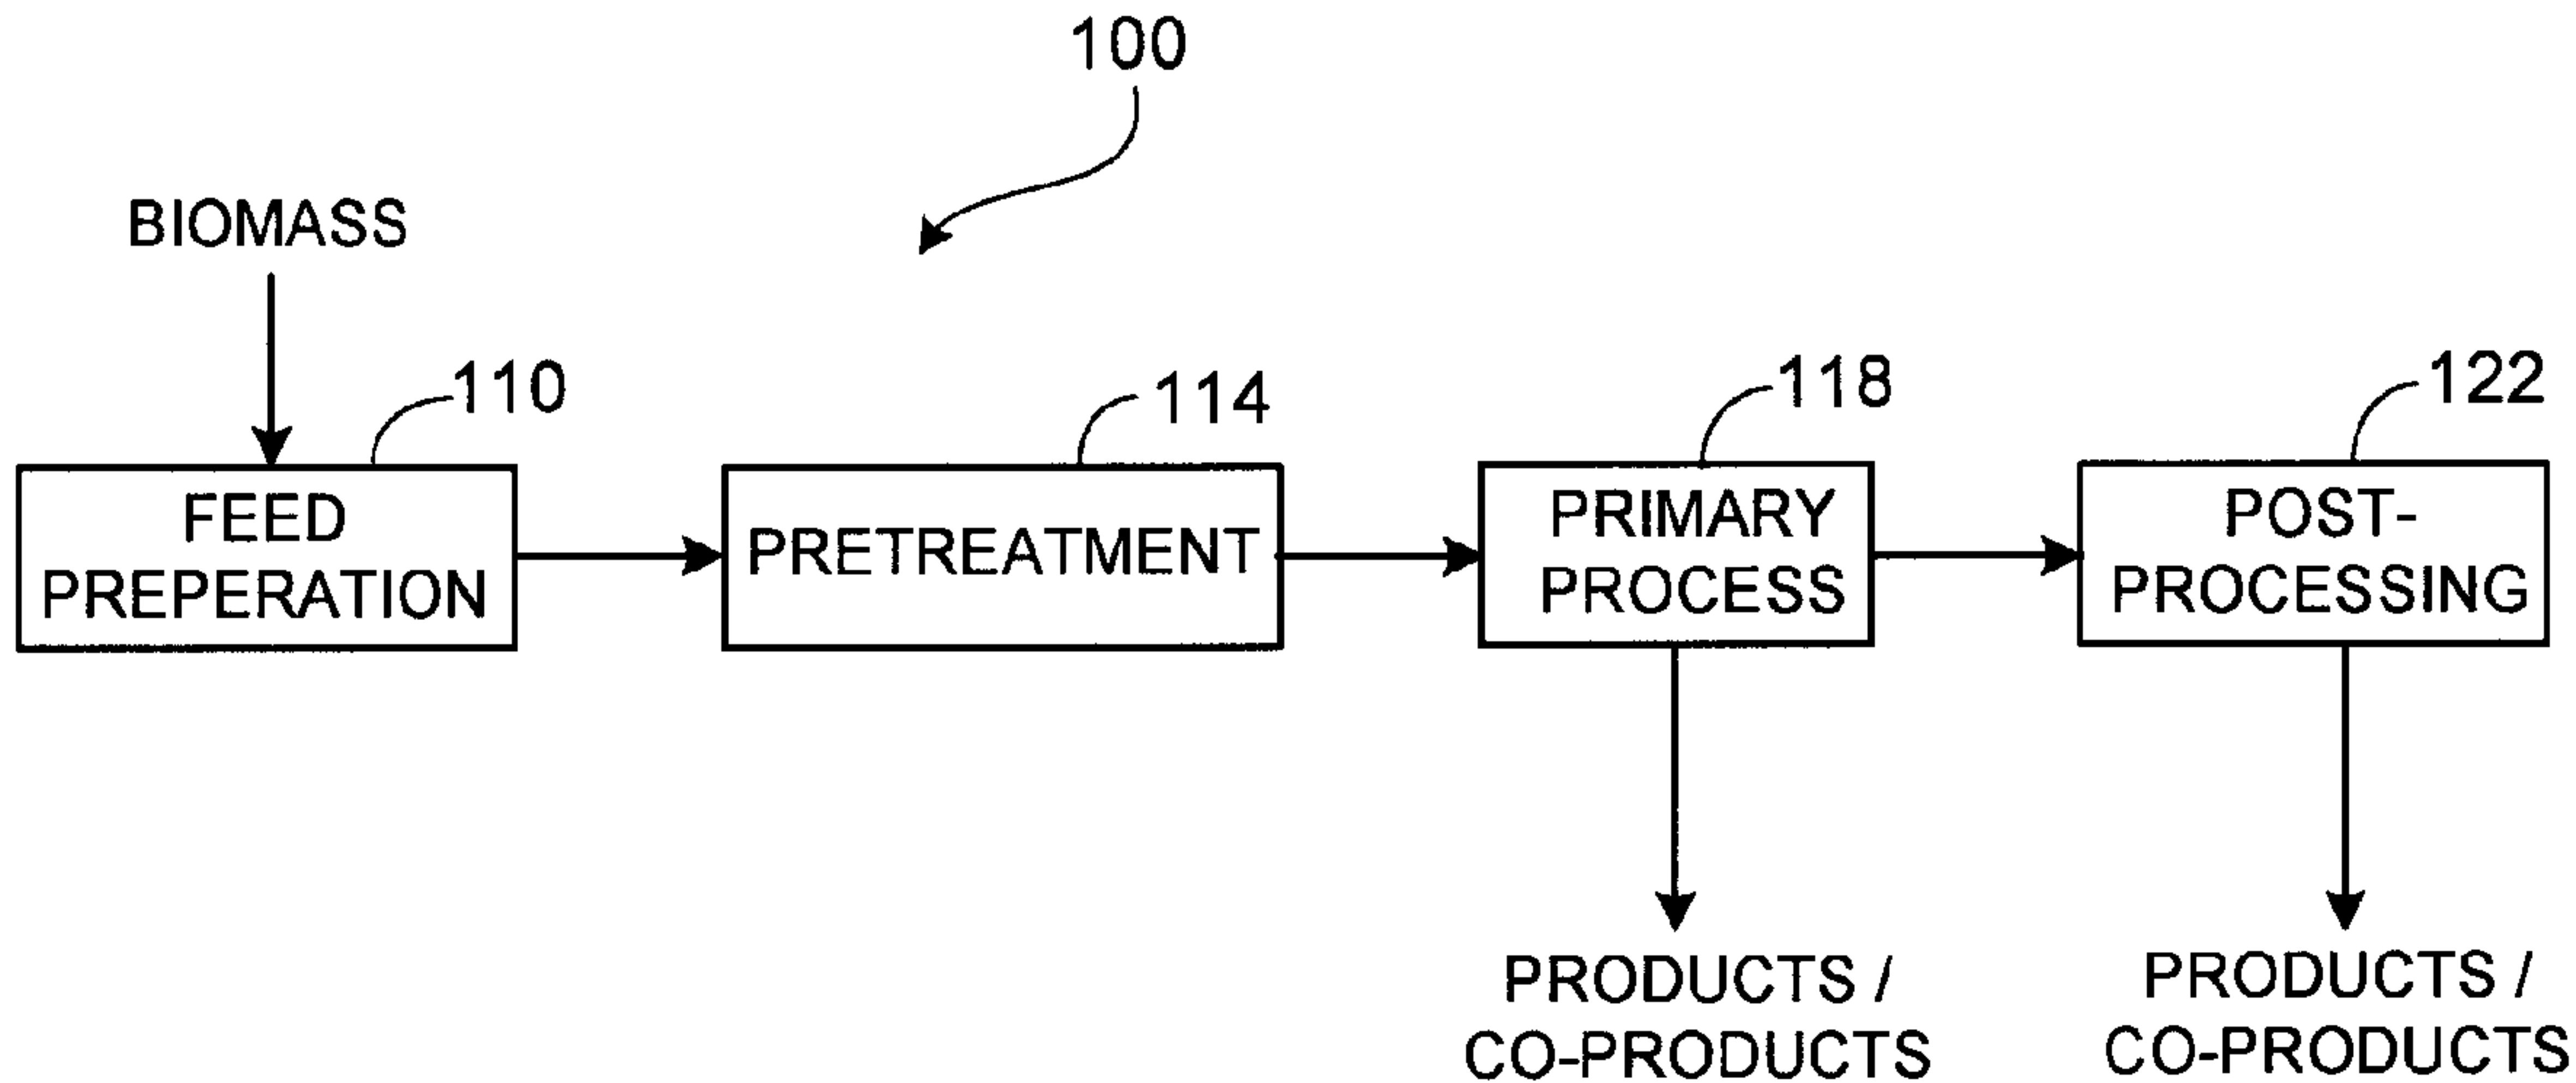 100
BIOMASS
110
114
118
122
FEED
PREPERATION
PRETREATMENT
PRIMARY
PROCESS
POST-
PROCESSING
PRODUCTS /
CO-PRODUCTS
PRODUCTS /
CO-PRODUCTS